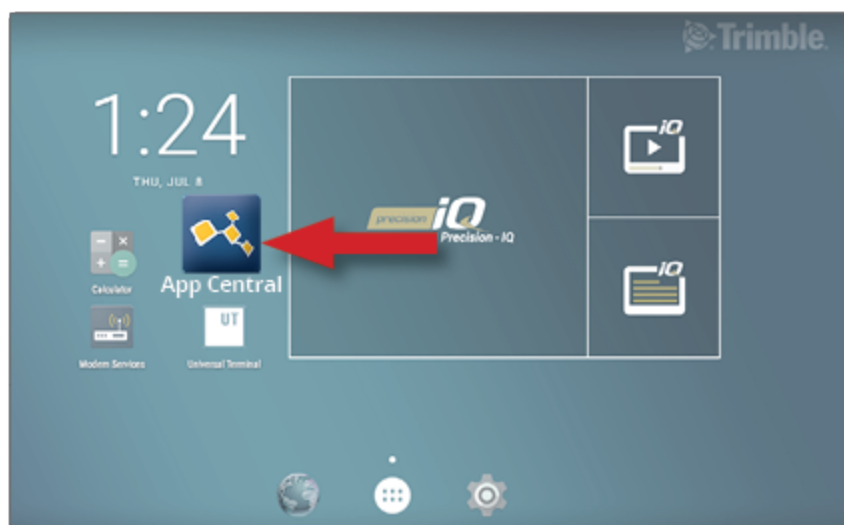 Trimble.
1:24
THU, JUL 8
App Central
Calculator
Modem Services
UT
Universal Terminal
precision iQ
Precision - IQ
iQ
iQ